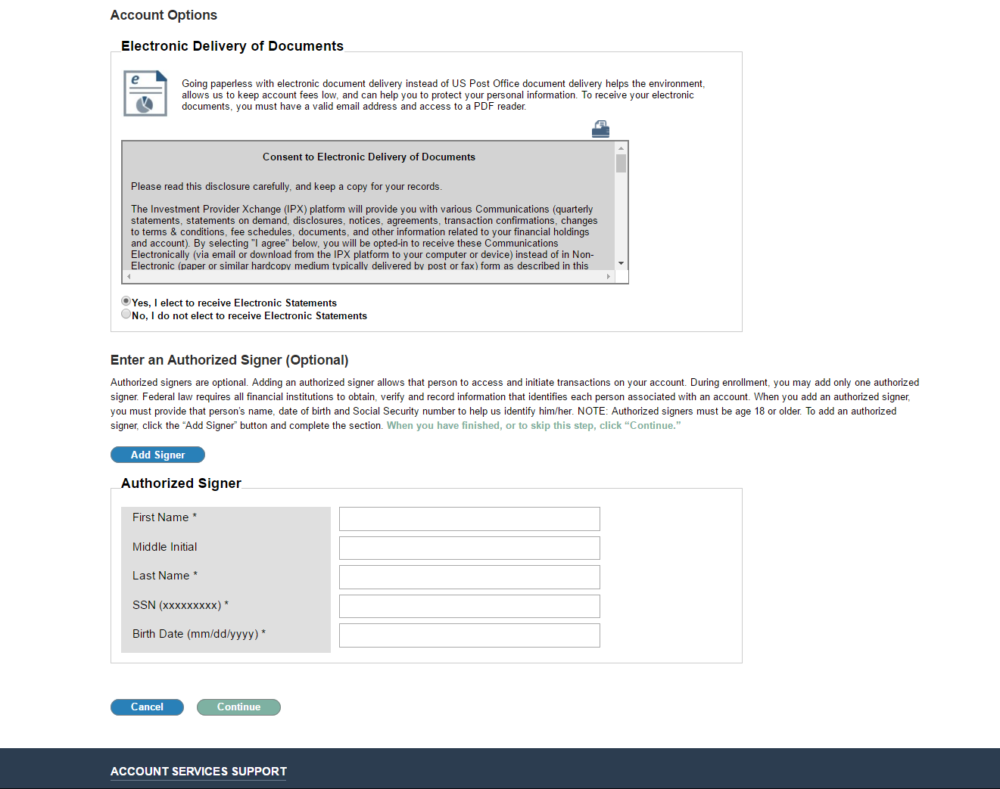 Account Options
Electronic Delivery of Documents
e
Going paperless with electronic document delivery instead of US Post Office document delivery helps the environment,
allows us to keep account fees low, and can help you to protect your personal information. To receive your electronic
documents, you must have a valid email address and access to a PDF reader.
Consent to Electronic Delivery of Documents
Please read this disclosure carefully, and keep a copy for your records.
The Investment Provider Xchange (IPX) platform will provide you with various Communications (quarterly
statements, statements on demand, disclosures, notices, agreements, transaction confirmations, changes
to terms & conditions, fee schedules, documents, and other information related to your financial holdings
and account). By selecting "I agree" below, you will be opted-in to receive these Communications
Electronically (via email or download from the IPX platform to your computer or device) instead of in Non-
Electronic (paper or similar hardcopy medium typically delivered by post or fax) form as described in this
Yes, I elect to receive Electronic Statements
No, I do not elect to receive Electronic Statements
Enter an Authorized Signer (Optional)
Authorized signers are optional. Adding an authorized signer allows that person to access and initiate transactions on your account. During enrollment, you may add only one authorized
signer. Federal law requires all financial institutions to obtain, verify and record information that identifies each person associated with an account. When you add an authorized signer,
you must provide that person's name, date of birth and Social Security number to help us identify him/her. NOTE: Authorized signers must be age 18 or older. To add an authorized
signer, click the “Add Signer” button and complete the section. When you have finished, or to skip this step, click “Continue.”
Add Signer
Authorized Signer
First Name *
Middle Initial
Last Name *
SSN (xxxxxxxxx) *
Birth Date (mm/dd/yyyy) *
Cancel
Continue
ACCOUNT SERVICES SUPPORT